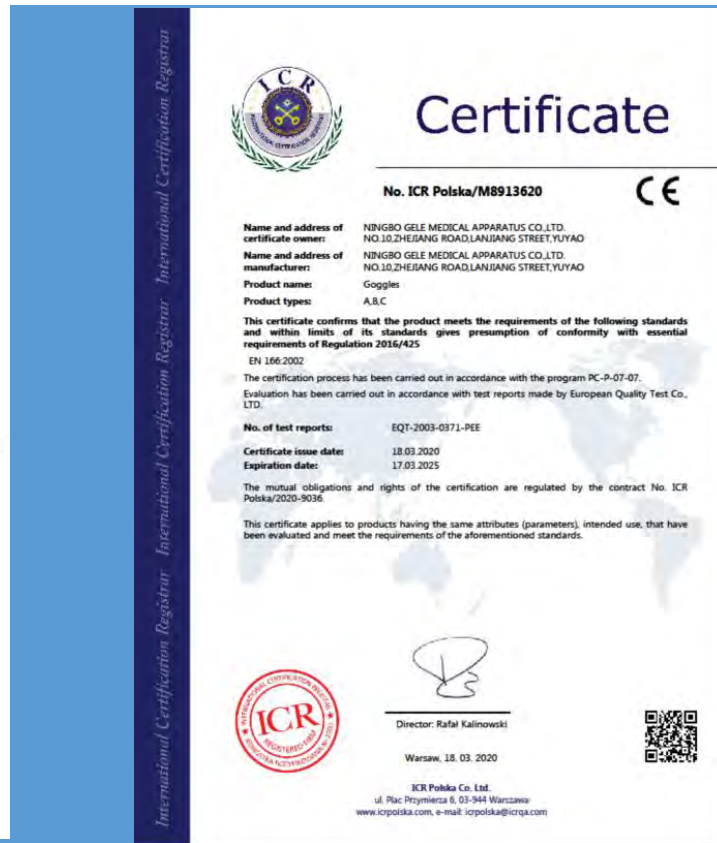 ICR
INTERNATIONAL CERTIFICATION REGISTRAR
Certificate
No. ICR Polska/M8913620
CE
Name and address of certificate owner: NINGBO GELE MEDICAL APPARATUS CO.,LTD.
NO.10,ZHEJIANG ROAD,LANJIANG STREET,YUYAO
Name and address of manufacturer: NINGBO GELE MEDICAL APPARATUS CO.,LTD.
NO.10,ZHEJIANG ROAD,LANJIANG STREET,YUYAO
Product name: Goggles
Product types: A,B,C
This certificate confirms that the product meets the requirements of the following standards
and within limits of its standards gives presumption of conformity with essential
requirements of Regulation 2016/425
EN 166:2002
The certification process has been carried out in accordance with the program PC-P-07-07.
Evaluation has been carried out in accordance with test reports made by European Quality Test Co.,
LTD.
No. of test reports: EQT-2003-0371-PEE
Certificate issue date: 18.03.2020
Expiration date: 17.03.2025
The mutual obligations and rights of the certification are regulated by the contract No. ICR
Polska/2020-9036.
This certificate applies to products having the same attributes (parameters), intended use, that have
been evaluated and meet the requirements of the aforementioned standards.
INTERNATIONAL CERTIFICATION REGISTRAR
ICR
REGISTERED FIRM
Director: Rafał Kalinowski
Warsaw, 18. 03. 2020
ICR Polska Co. Ltd.
ul. Plac Przymierza 6, 03-944 Warszawa
www.icrpolska.com, e-mail: icrpolska@icrqa.com
International Certification Registrar International Certification Registrar International Certification Registrar